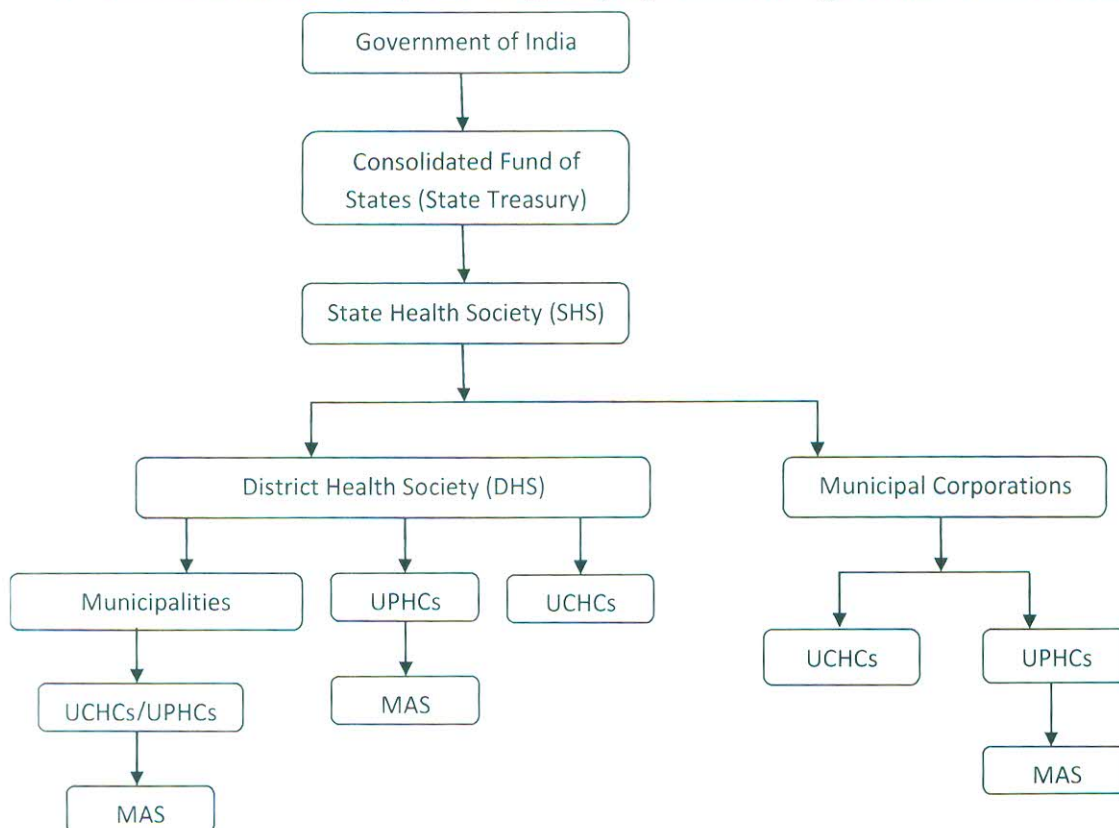 Government of India
Consolidated Fund of
States (State Treasury)
State Health Society (SHS)
District Health Society (DHS)
Municipal Corporations
Municipalities
UPHCs
UCHCs
UCHCs
UPHCs
UCHCs/UPHCs
MAS
MAS
MAS